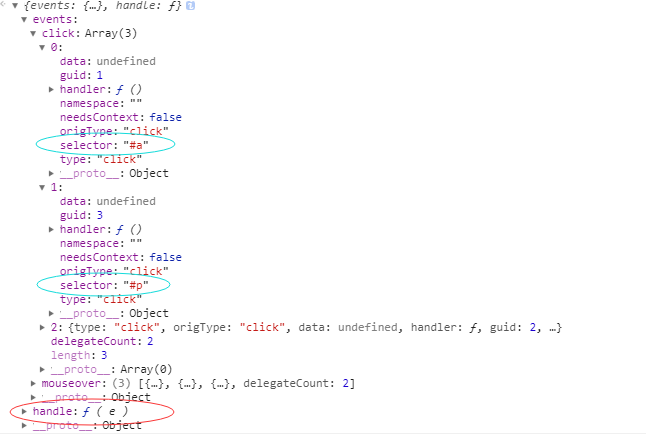 {events: {…}, handle: ƒ} i
events:
click: Array(3)
0:
data: undefined
guid: 1
handler: ƒ ()
namespace: ""
needsContext: false
origType: "click"
selector: "#a"
type: "click"
__proto__: Object
1:
data: undefined
guid: 3
handler: ƒ ()
namespace: ""
needsContext: false
origType: "click"
selector: "#p"
type: "click"
__proto__: Object
2: {type: "click", origType: "click", data: undefined, handler: ƒ, guid: 2, …}
delegateCount: 2
length: 3
__proto__: Array(0)
mouseover: (3) [{…}, {…}, {…}, delegateCount: 2]
__proto__: Object
handle: ƒ ( e )
__proto__: Object